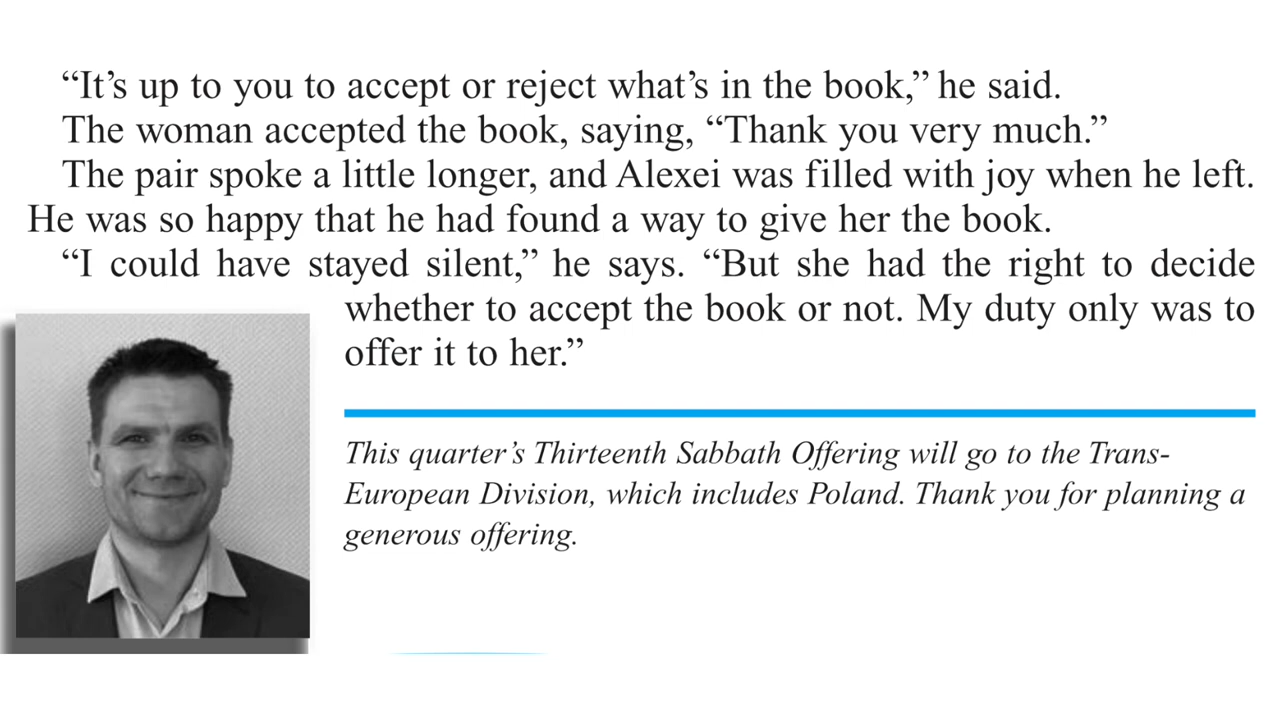 “It’s up to you to accept or reject what’s in the book,” he said.
The woman accepted the book, saying, “Thank you very much.”
The pair spoke a little longer, and Alexei was filled with joy when he left.
He was so happy that he had found a way to give her the book.
“I could have stayed silent,” he says. “But she had the right to decide
whether to accept the book or not. My duty only was to
offer it to her.”
This quarter’s Thirteenth Sabbath Offering will go to the Trans-
European Division, which includes Poland. Thank you for planning a
generous offering.